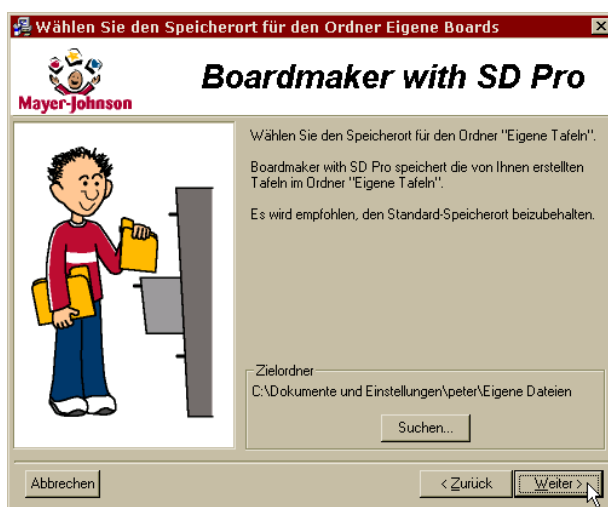 Wählen Sie den Speicherort für den Ordner Eigene Boards
Mayer-Johnson
Boardmaker with SD Pro
Wählen Sie den Speicherort für den Ordner "Eigene Tafeln".
Boardmaker with SD Pro speichert die von Ihnen erstellten
Tafeln im Ordner "Eigene Tafeln".
Es wird empfohlen, den Standard-Speicherort beizubehalten.
Zielordner
C:\Dokumente und Einstellungen\peter\Eigene Dateien
Suchen...
Abbrechen
< Zurück
Weiter >